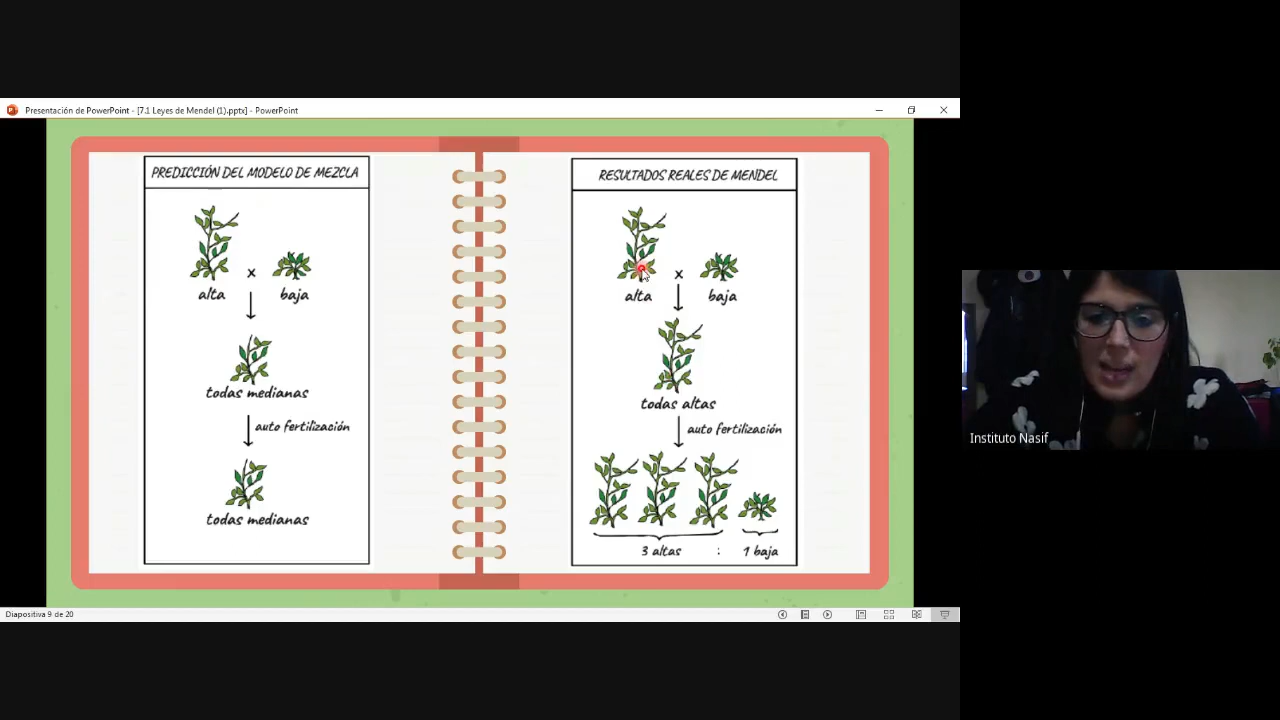 Presentación de PowerPoint - [7.1 Leyes de Mendel (1).pptx] - PowerPoint
PREDICCIÓN DEL MODELO DE MEZCLA
x
alta
baja
todas medianas
auto fertilización
todas medianas
RESULTADOS REALES DE MENDEL
x
alta
baja
todas altas
auto fertilización
3 altas : 1 baja
Instituto Nasif
Diapositiva 9 de 20